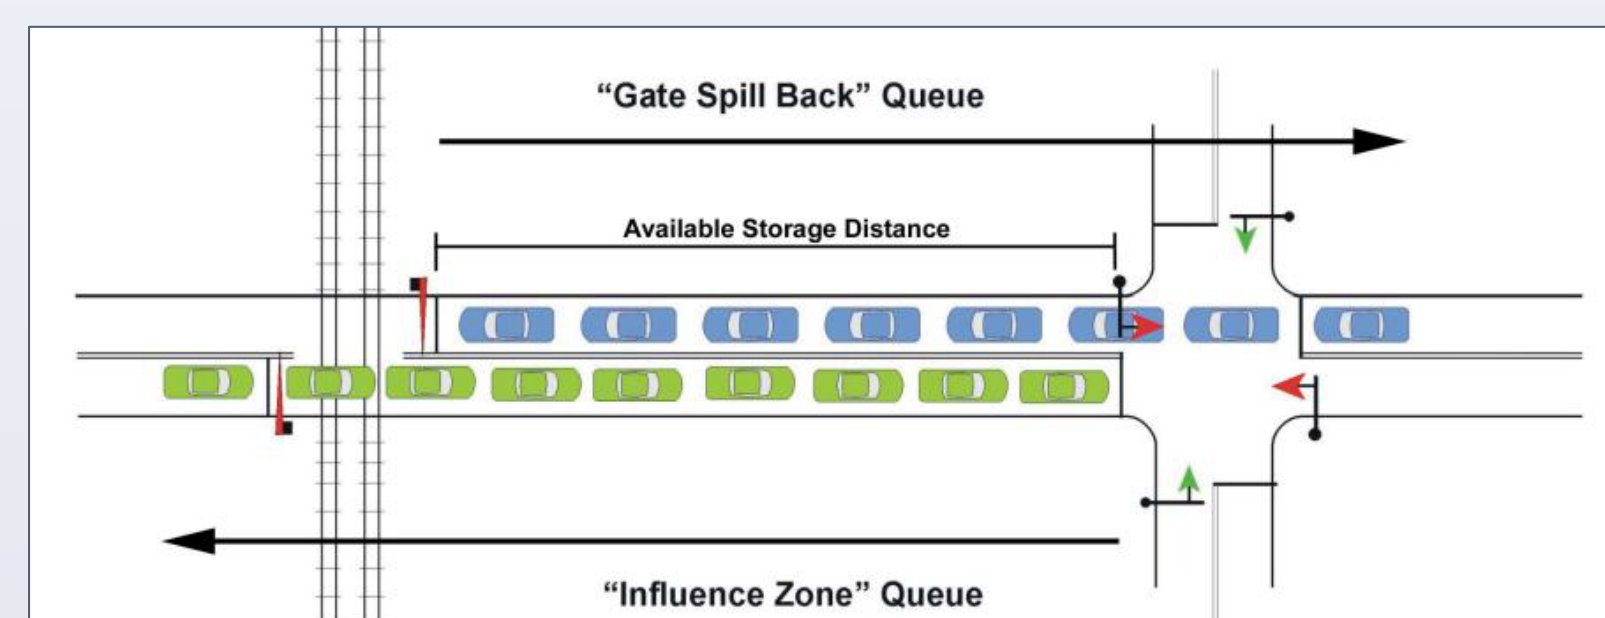 “Gate Spill Back” Queue
Available Storage Distance
“Influence Zone” Queue